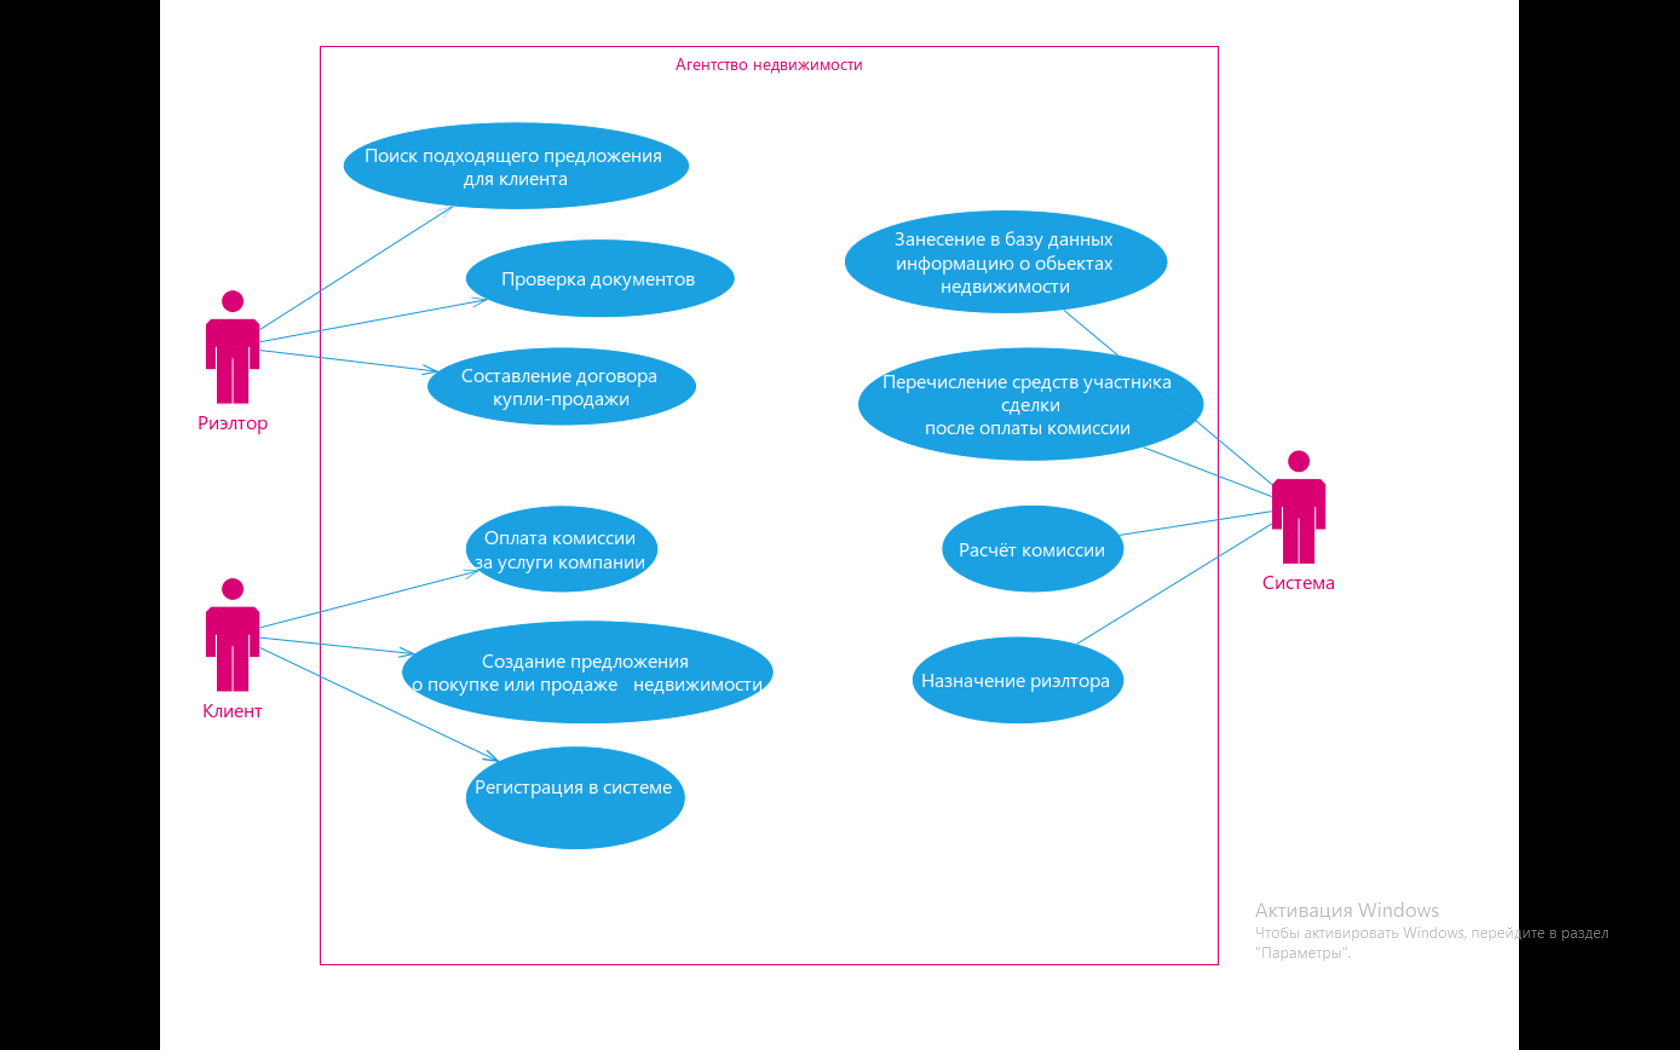 Агентство недвижимости
Поиск подходящего предложения
для клиента
Проверка документов
Составление договора
купли-продажи
Риэлтор
Занесение в базу данных
информацию о обьектах
недвижимости
Перечисление средств участника
сделки
после оплаты комиссии
Расчёт комиссии
Назначение риэлтора
Система
Оплата комиссии
за услуги компании
Создание предложения
о покупке или продаже недвижимости
Регистрация в системе
Клиент
Активация Windows
Чтобы активировать Windows, перейдите в раздел
"Параметры".